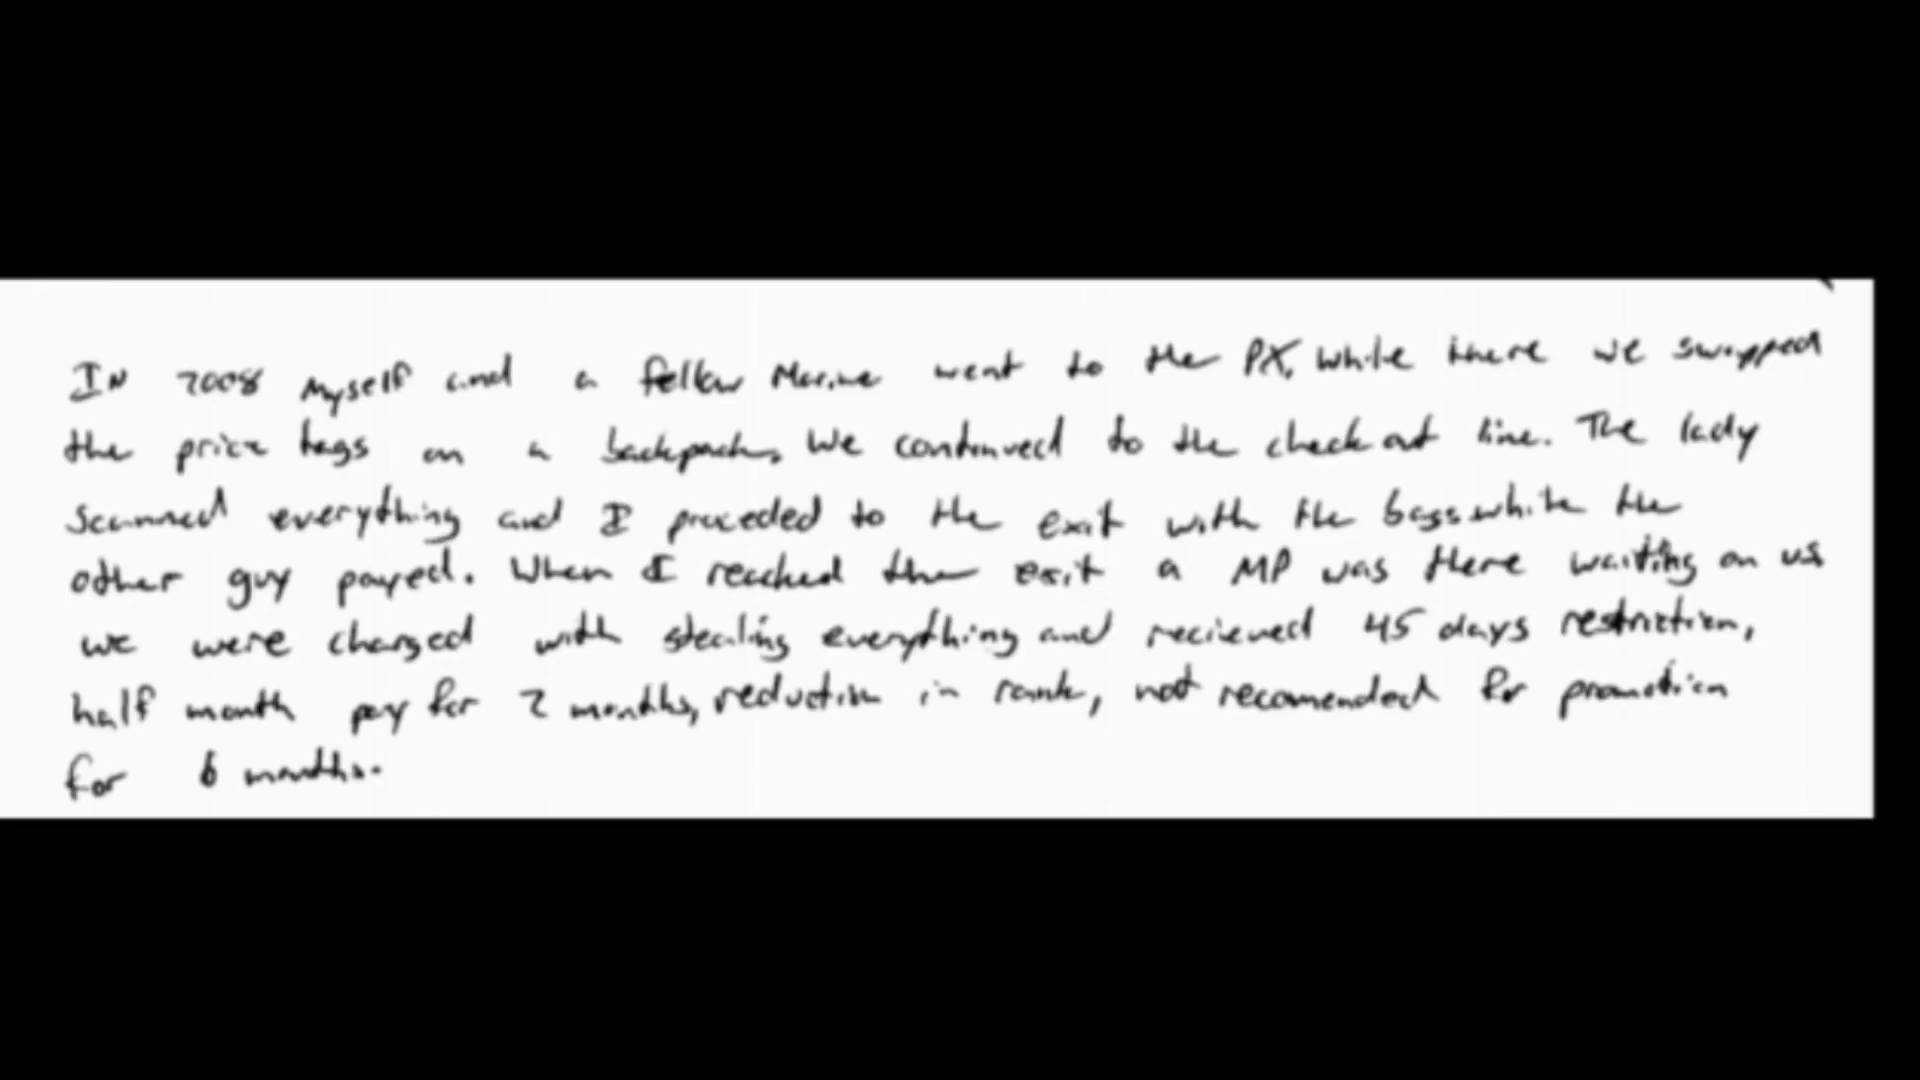 In 2008 myself and a fellow Marine went to the PX, while there we swapped
the price tags on a backpack, We continued to the check out line. The lady
scanned everything and I proceded to the exit with the bags while the
other guy payed. When I reached the exit a MP was there waiting on us
we were charged with stealing everything and recieved 45 days restriction,
half month pay for 2 months, reduction in rank, not recomended for promotion
for 6 months.